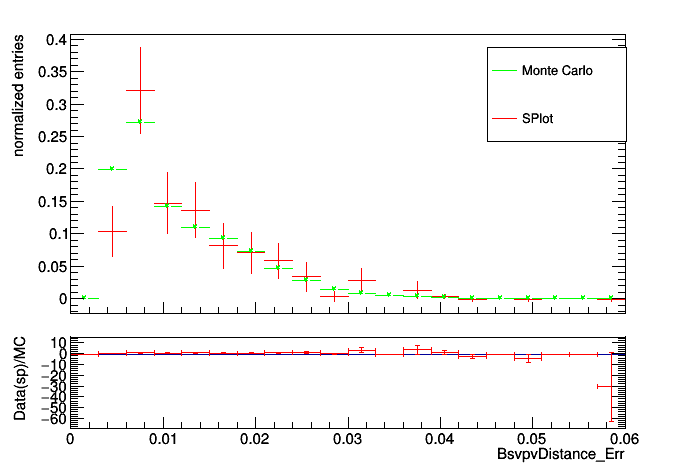 normalized entries
0.4
0.35
0.3
0.25
0.2
0.15
0.1
0.05
0
Monte Carlo
SPlot
Data(sp)/MC
10
0
−10
−20
−30
−40
−50
−60
0 0.01 0.02 0.03 0.04 0.05 0.06
BsvpvDistance_Err